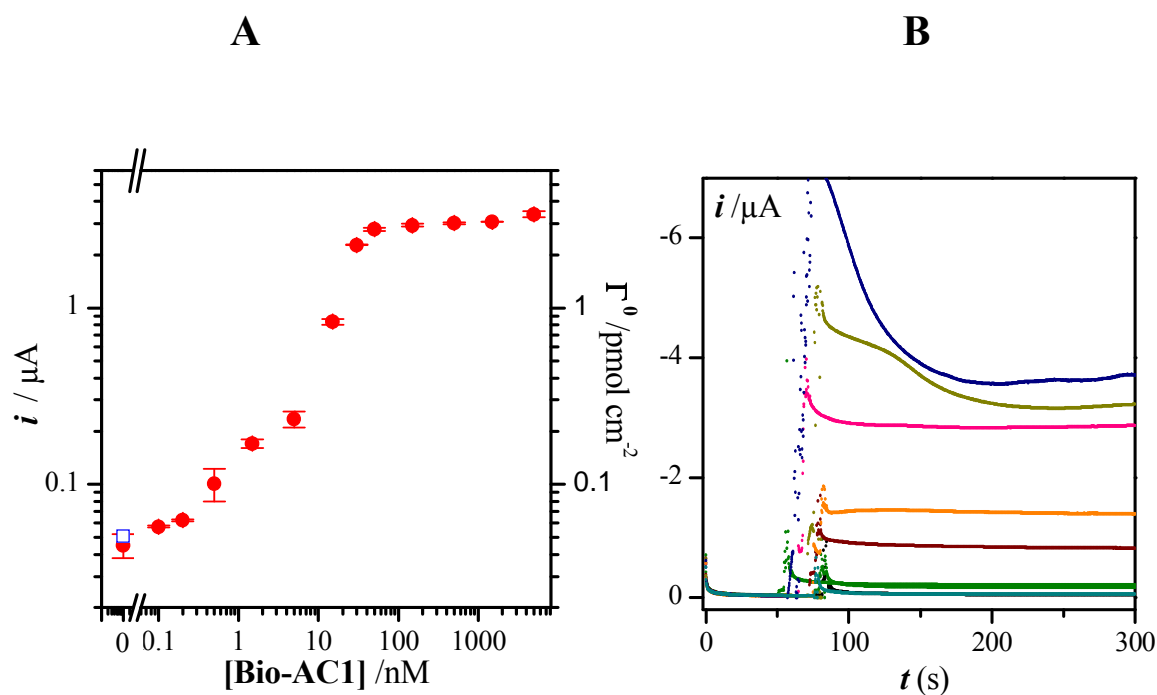 A
B
i / μA
1
0.1
1
0.1
Γ⁰/pmol cm⁻²
0 0.1 1 10 100 1000
[Bio-AC1] /nM
i /μA
-6
-4
-2
0
0 100 200 300
t (s)